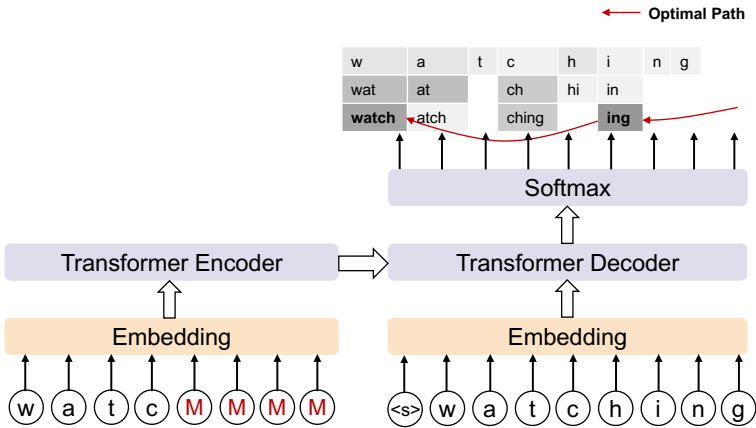 Optimal Path
w a t c h i n g
wat at ch hi in
watch atch ching ing
Softmax
Transformer Encoder Transformer Decoder
Embedding Embedding
w a t c M M M M <s> w a t c h i n g